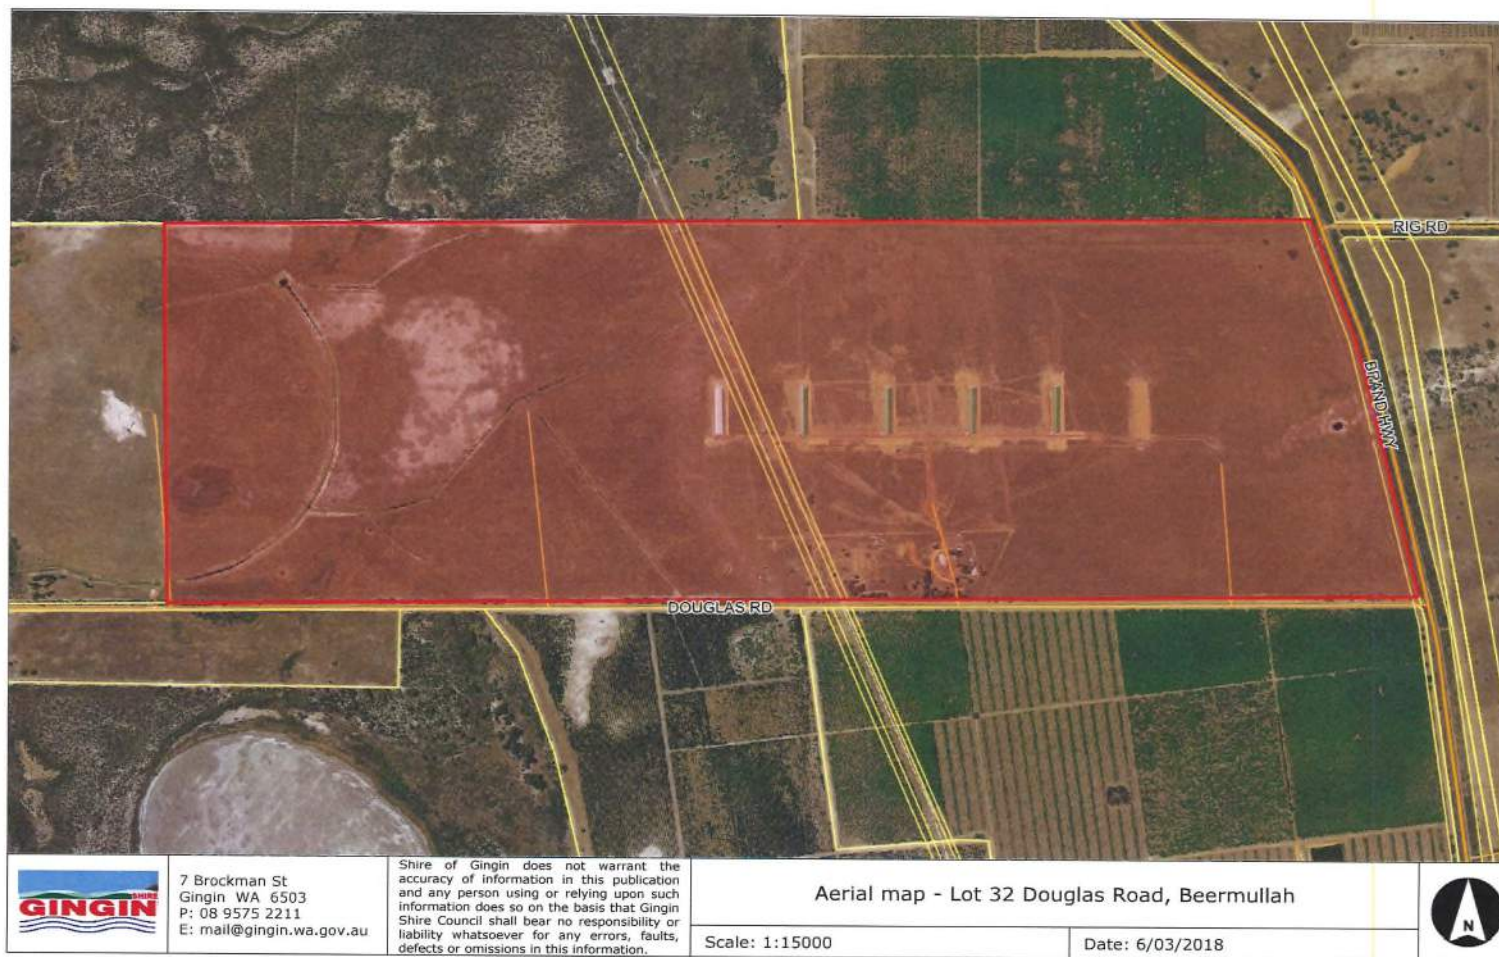 RIG RD
BRAND HWY
DOUGLAS RD
SHIRE
GINGIN
7 Brockman St
Gingin WA 6503
P: 08 9575 2211
E: mail@gingin.wa.gov.au
Shire of Gingin does not warrant the
accuracy of information in this publication
and any person using or relying upon such
information does so on the basis that Gingin
Shire Council shall bear no responsibility or
liability whatsoever for any errors, faults,
defects or omissions in this information.
Aerial map - Lot 32 Douglas Road, Beermullah
Scale: 1:15000
Date: 6/03/2018
N